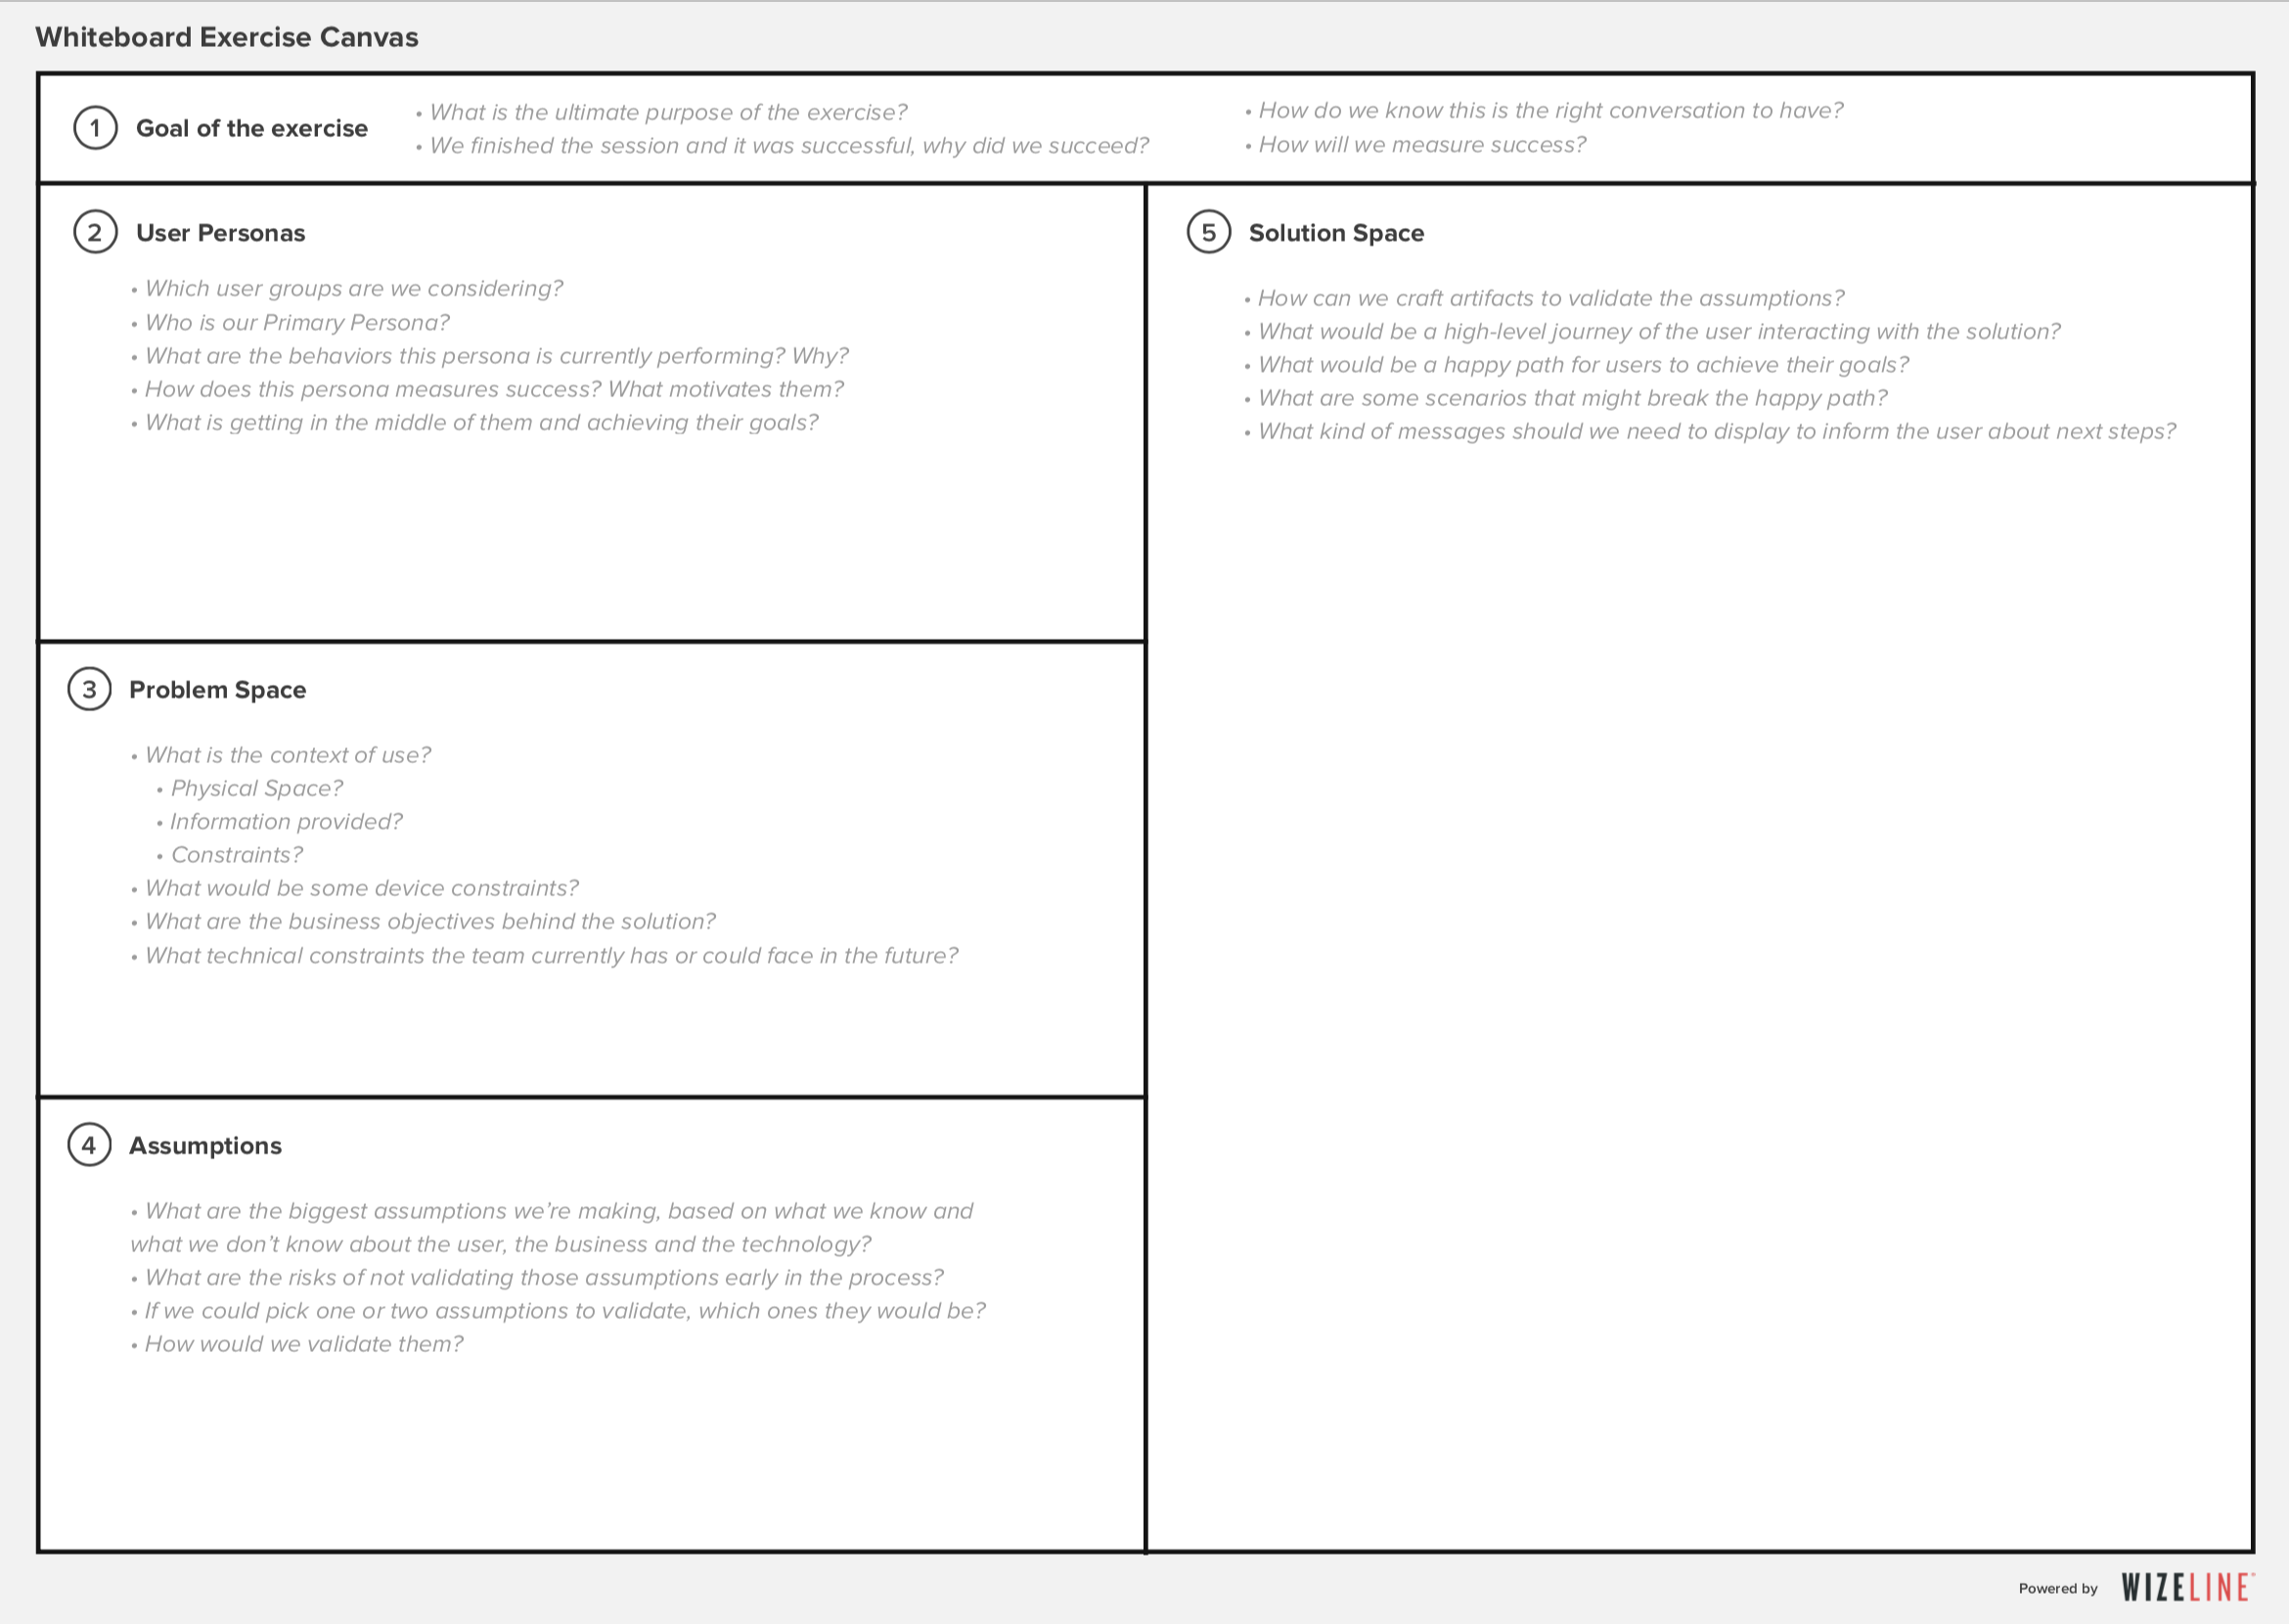 Whiteboard Exercise Canvas
1 Goal of the exercise
• What is the ultimate purpose of the exercise?
• We finished the session and it was successful, why did we succeed?
• How do we know this is the right conversation to have?
• How will we measure success?
2 User Personas
• Which user groups are we considering?
• Who is our Primary Persona?
• What are the behaviors this persona is currently performing? Why?
• How does this persona measures success? What motivates them?
• What is getting in the middle of them and achieving their goals?
3 Problem Space
• What is the context of use?
• Physical Space?
• Information provided?
• Constraints?
• What would be some device constraints?
• What are the business objectives behind the solution?
• What technical constraints the team currently has or could face in the future?
4 Assumptions
• What are the biggest assumptions we’re making, based on what we know and
what we don’t know about the user, the business and the technology?
• What are the risks of not validating those assumptions early in the process?
• If we could pick one or two assumptions to validate, which ones they would be?
• How would we validate them?
5 Solution Space
• How can we craft artifacts to validate the assumptions?
• What would be a high-level journey of the user interacting with the solution?
• What would be a happy path for users to achieve their goals?
• What are some scenarios that might break the happy path?
• What kind of messages should we need to display to inform the user about next steps?
Powered by WIZELINE